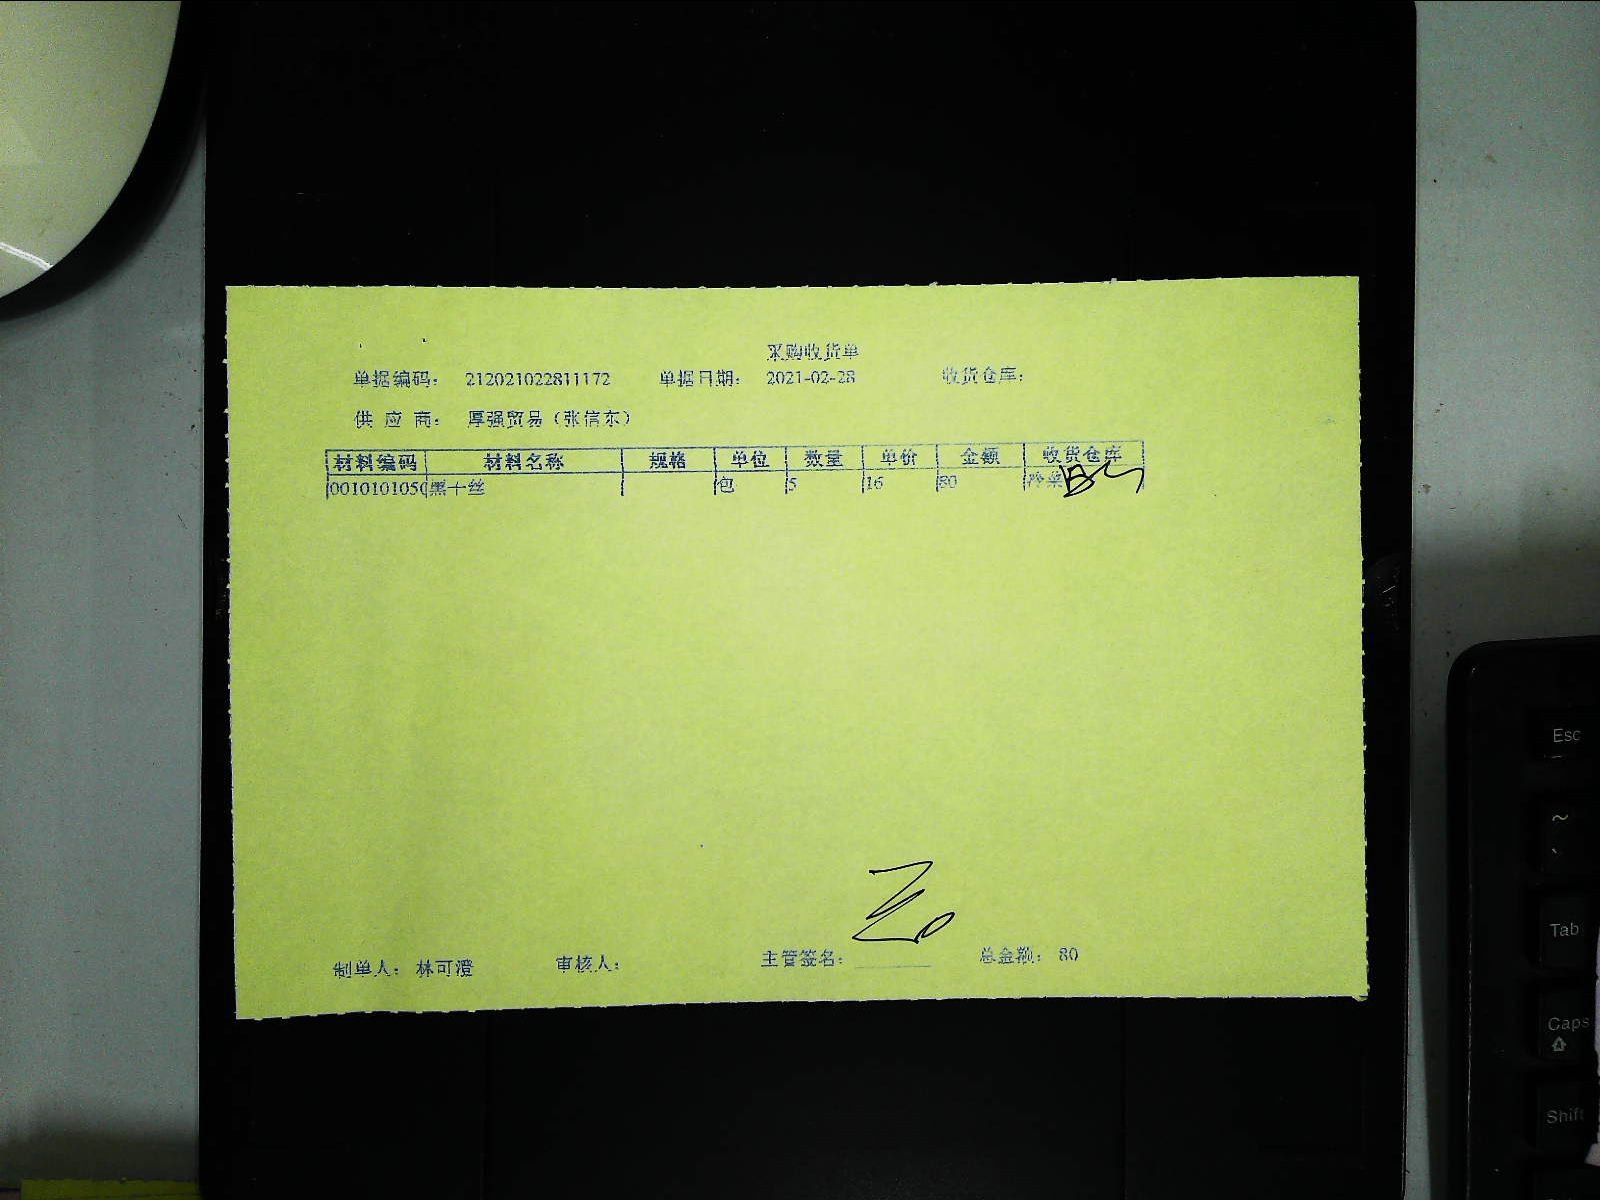 采购收货单
单据编码： 212021022811172 单据日期： 2021-02-28 收货仓库：
供 应 商： 厚强贸易（张信东）
材料编码 材料名称 规格 单位 数量 单价 金额 收货仓库
0010101050 黑十丝 包 5 16 80 冷菜
制单人： 林可澄 审核人： 主管签名： 总金额： 80
Esc
~
Tab
Caps
Shift